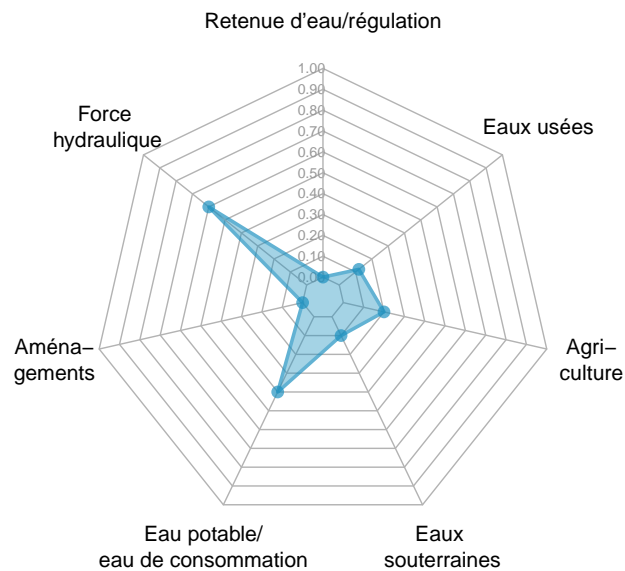 Retenue d'eau/régulation
1.00
0.90
0.80
0.70
0.60
0.50
0.40
0.30
0.20
0.10
0.00
Force
hydraulique
Eaux usées
Aména–
gements
Agri–
culture
Eau potable/
eau de consommation
Eaux
souterraines